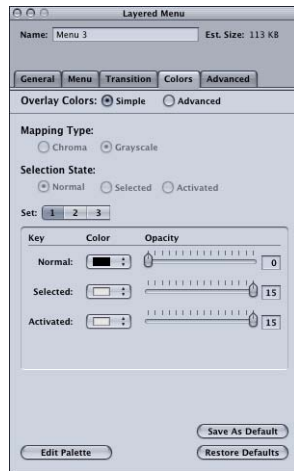 Layered Menu
Name: Menu 3 Est. Size: 113 KB
General Menu Transition Colors Advanced
Overlay Colors: Simple Advanced
Mapping Type:
Chroma Grayscale
Selection State:
Normal Selected Activated
Set: 1 2 3
Key Color Opacity
Normal: 0
Selected: 15
Activated: 15
Save As Default
Edit Palette Restore Defaults